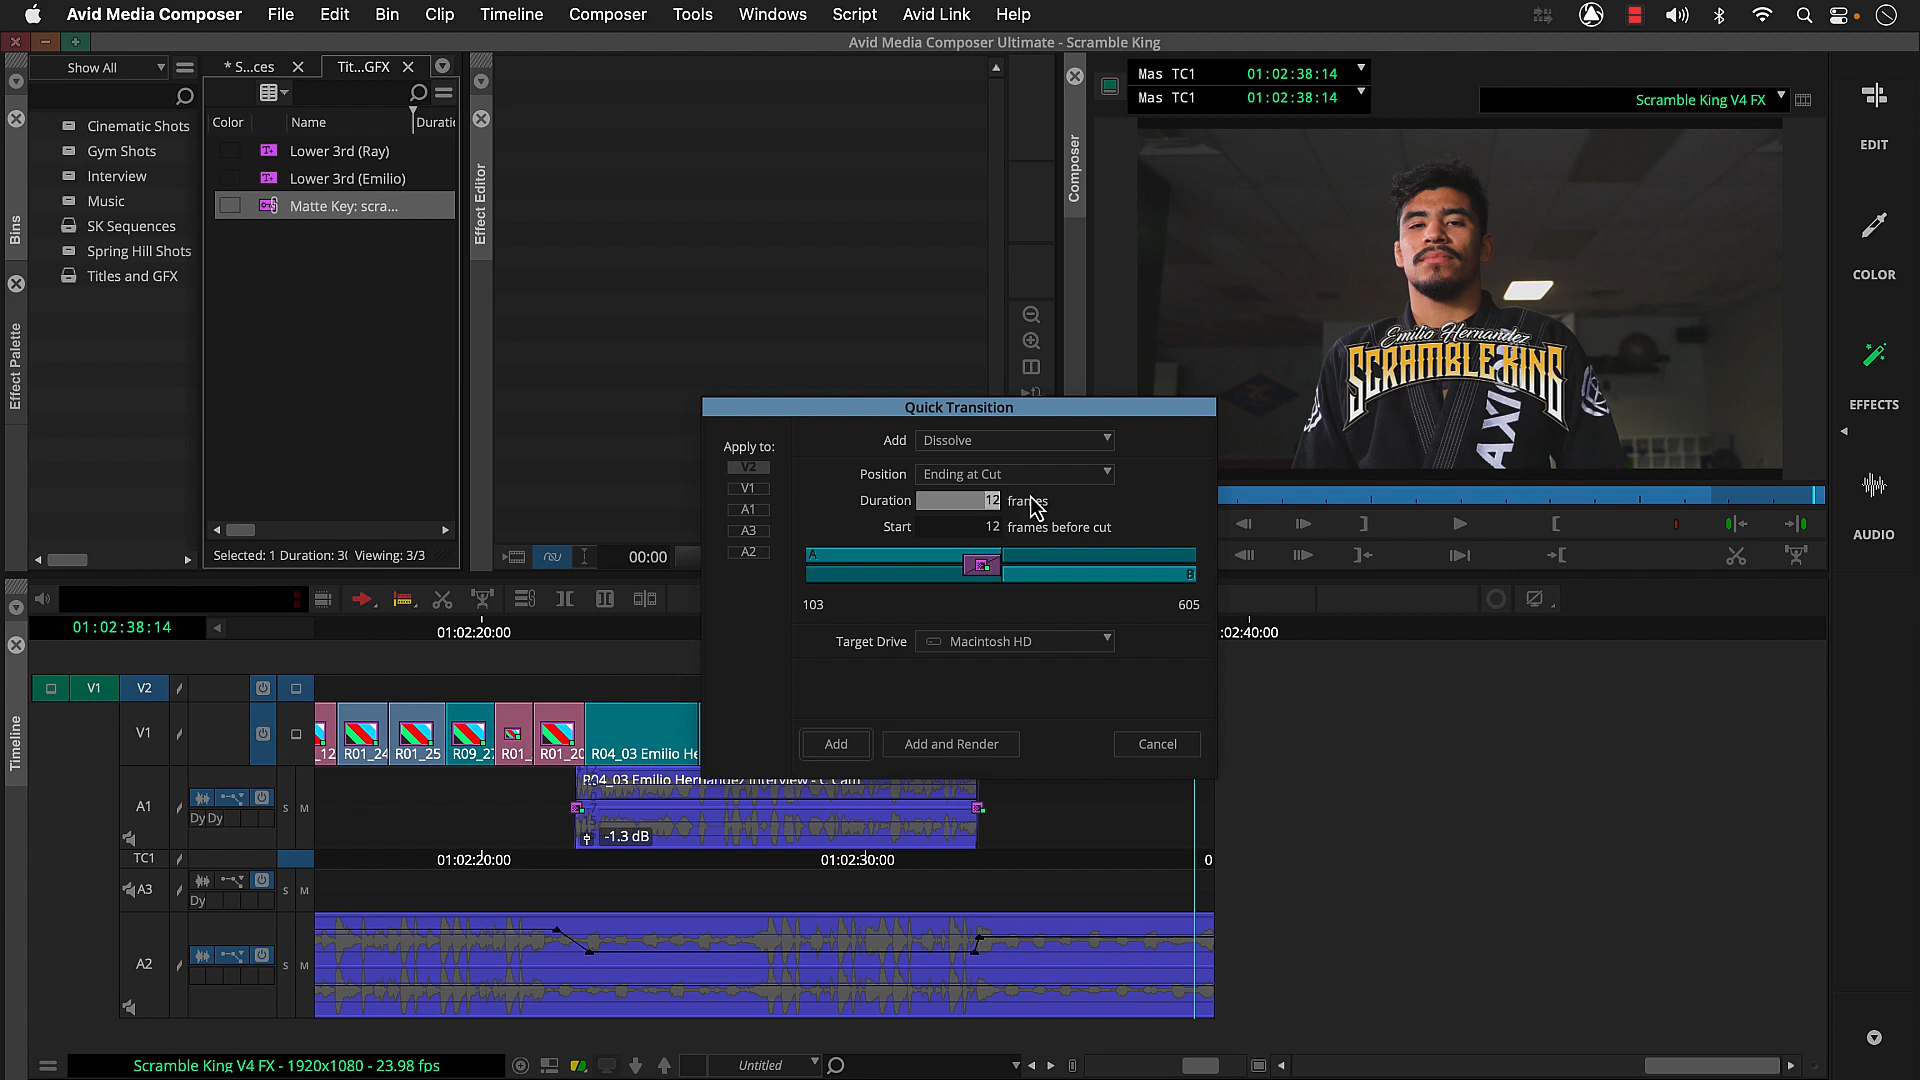 Avid Media Composer File Edit Bin Clip Timeline Composer Tools Windows Script Avid Link Help
Avid Media Composer Ultimate - Scramble King
Show All
* S...ces
Tit...GFX
Color Name Duratic
Cinematic Shots
Gym Shots
Interview
Music
SK Sequences
Spring Hill Shots
Titles and GFX
Lower 3rd (Ray)
Lower 3rd (Emilio)
Matte Key: scra...
Selected: 1 Duration: 3( Viewing: 3/3
Bins
Effect Palette
Effect Editor
Composer
00:00
Mas TC1 01:02:38:14
Mas TC1 01:02:38:14
Scramble King V4 FX
Emilio Hernandez
SCRAMBLE KING
EDIT
COLOR
EFFECTS
AUDIO
Quick Transition
Apply to:
V2
V1
A1
A3
A2
Add Dissolve
Position Ending at Cut
Duration 12 frames
Start 12 frames before cut
A
B
103 605
Target Drive Macintosh HD
Add
Add and Render
Cancel
Timeline
01:02:38:14
01:02:20:00
:02:40:00
V1 V2
V1
_12 R01_24 R01_25 R09_27 R01_ R01_20 R04_03 Emilio He
R04_03 Emilio Hernandez Interview - C Cam
A1
Dy Dy
S M
-1.3 dB
TC1
01:02:20:00 01:02:30:00 0
A3
Dy
S M
A2
S M
Scramble King V4 FX - 1920x1080 - 23.98 fps
Untitled